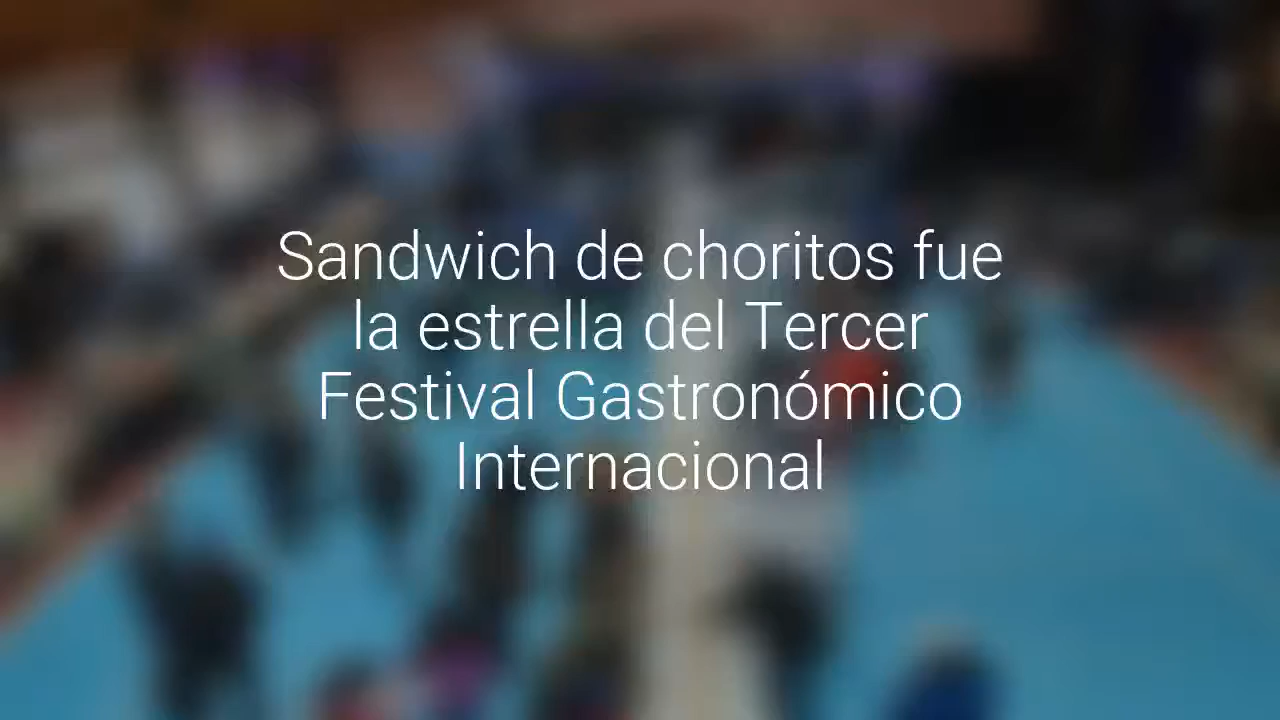 Sandwich de choritos fue
la estrella del Tercer
Festival Gastronómico
Internacional